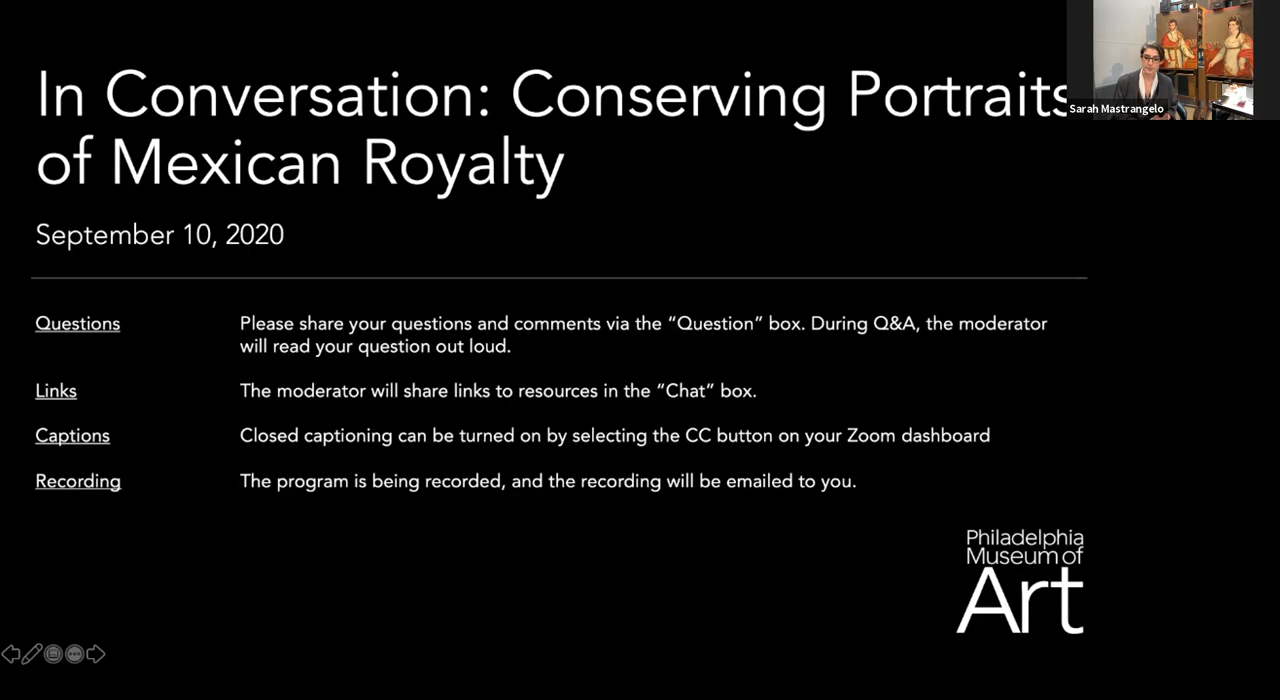 In Conversation: Conserving Portraits
of Mexican Royalty
Sarah Mastrangelo
September 10, 2020
Questions
Please share your questions and comments via the “Question” box. During Q&A, the moderator
will read your question out loud.
Links
The moderator will share links to resources in the “Chat” box.
Captions
Closed captioning can be turned on by selecting the CC button on your Zoom dashboard
Recording
The program is being recorded, and the recording will be emailed to you.
Philadelphia
Museum of
Art